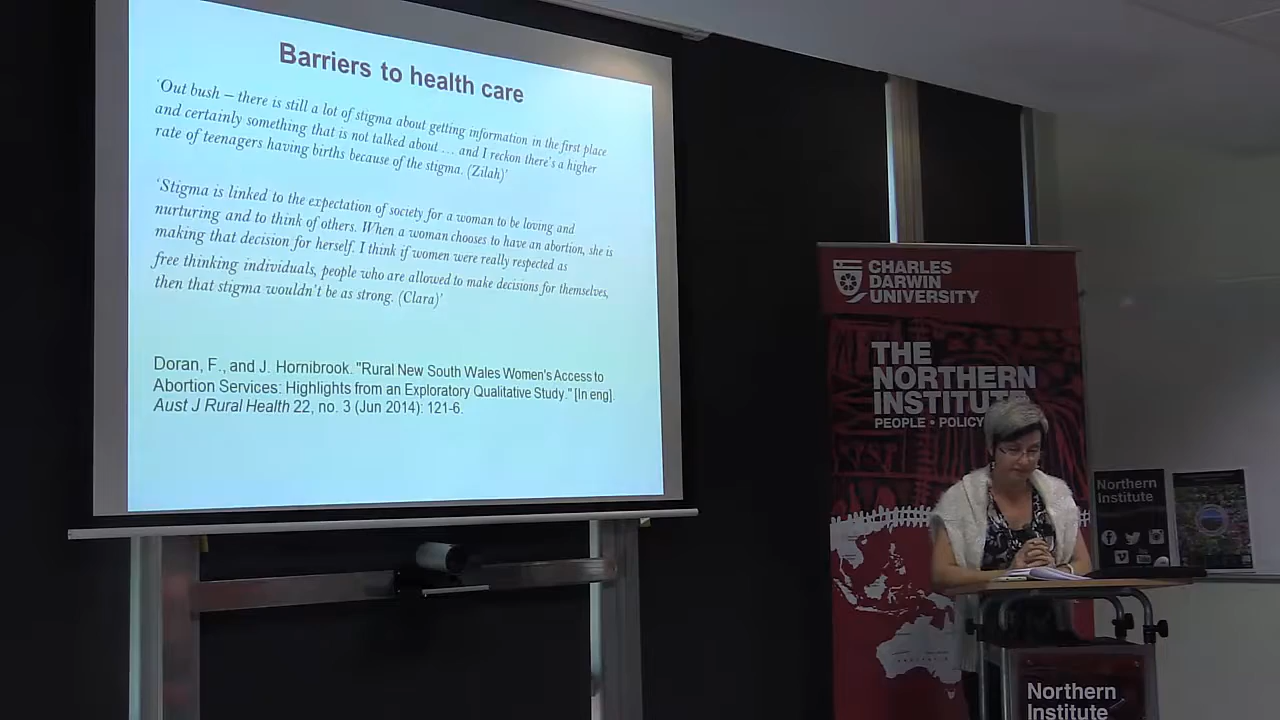 Barriers to health care
‘Out bush – there is still a lot of stigma about getting information in the first place
and certainly something that is not talked about … and I reckon there's a higher
rate of teenagers having births because of the stigma. (Zilah)’
‘Stigma is linked to the expectation of society for a woman to be loving and
nurturing and to think of others. When a woman chooses to have an abortion, she is
making that decision for herself. I think if women were really respected as
free thinking individuals, people who are allowed to make decisions for themselves,
then that stigma wouldn't be as strong. (Clara)’
Doran, F., and J. Hornibrook. "Rural New South Wales Women's Access to
Abortion Services: Highlights from an Exploratory Qualitative Study." [In eng].
Aust J Rural Health 22, no. 3 (Jun 2014): 121-6.
CHARLES
DARWIN
UNIVERSITY
THE
NORTHERN
INSTITUTE
PEOPLE • POLICY
Northern
Institute
Northern
Institute